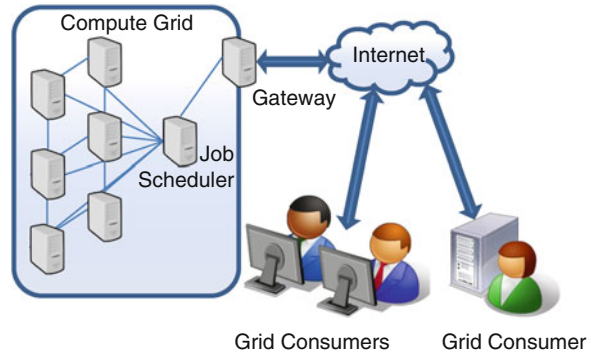 Compute Grid
Internet
Gateway
Job
Scheduler
Grid Consumers
Grid Consumer